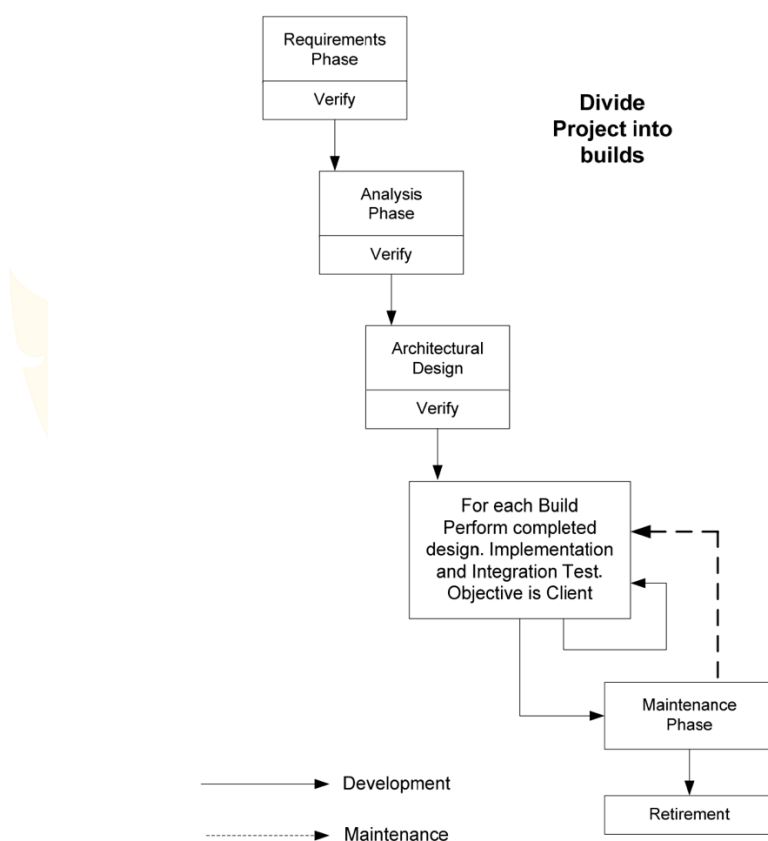 Requirements
Phase
Verify
Divide
Project into
builds
Analysis
Phase
Verify
Architectural
Design
Verify
For each Build
Perform completed
design. Implementation
and Integration Test.
Objective is Client
Maintenance
Phase
Development
Retirement
Maintenance